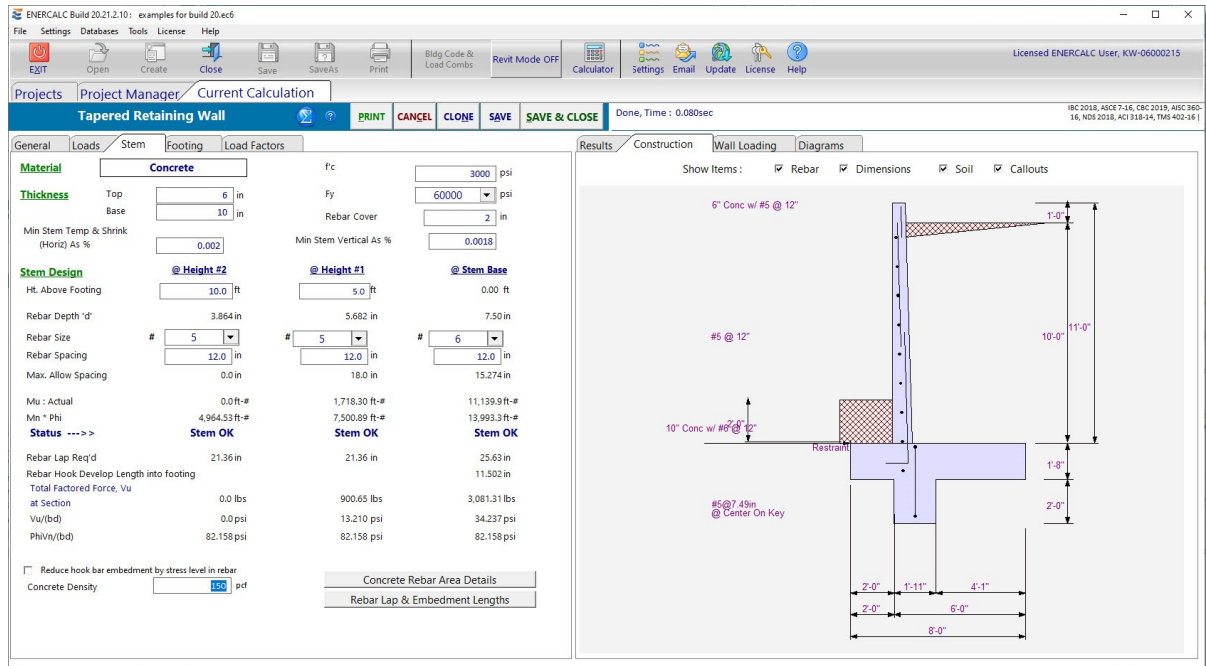 ENERCALC Build 20.21.2.10 : examples for build 20.ec6
File Settings Databases Tools License Help
EXIT Open Create Close Save SaveAs Print Bldg Code & Load Combs Revit Mode OFF Calculator Settings Email Update License Help
Licensed ENERCALC User, KW-06000215
Projects Project Manager Current Calculation
Tapered Retaining Wall
PRINT CANCEL CLONE SAVE SAVE & CLOSE
Done, Time : 0.080sec
IBC 2018, ASCE 7-16, CBC 2019, AISC 360-
16, NDS 2018, ACI 318-14, TMS 402-16 |
General Loads Stem Footing Load Factors
Material Concrete f'c 3000 psi
Thickness Top 6 in Fy 60000 psi
Base 10 in Rebar Cover 2 in
Min Stem Temp & Shrink
(Horiz) As % 0.002 Min Stem Vertical As % 0.0018
Stem Design @ Height #2 @ Height #1 @ Stem Base
Ht. Above Footing 10.0 ft 5.0 ft 0.00 ft
Rebar Depth 'd' 3.864 in 5.682 in 7.50 in
Rebar Size # 5 # 5 # 6
Rebar Spacing 12.0 in 12.0 in 12.0 in
Max. Allow Spacing 0.0 in 18.0 in 15.274 in
Mu : Actual 0.0 ft-# 1,718.30 ft-# 11,139.9 ft-#
Mn * Phi 4,964.53 ft-# 7,500.89 ft-# 13,993.3 ft-#
Status --->> Stem OK Stem OK Stem OK
Rebar Lap Req'd 21.36 in 21.36 in 25.63 in
Rebar Hook Develop Length into footing 11.502 in
Total Factored Force, Vu
at Section 0.0 lbs 900.65 lbs 3,081.31 lbs
Vu/(bd) 0.0 psi 13.210 psi 34.237 psi
PhiVn/(bd) 82.158 psi 82.158 psi 82.158 psi
Reduce hook bar embedment by stress level in rebar
Concrete Density 150 pcf
Concrete Rebar Area Details
Rebar Lap & Embedment Lengths
Results Construction Wall Loading Diagrams
Show Items : Rebar Dimensions Soil Callouts
6" Conc w/ #5 @ 12"
1'-0"
#5 @ 12"
10'-0"
11'-0"
2'-0"
10" Conc w/ #6 @ 12"
Restraint
1'-8"
#5@7.49in
@ Center On Key
2'-0"
2'-0" 1'-11" 4'-1"
2'-0" 6'-0"
8'-0"